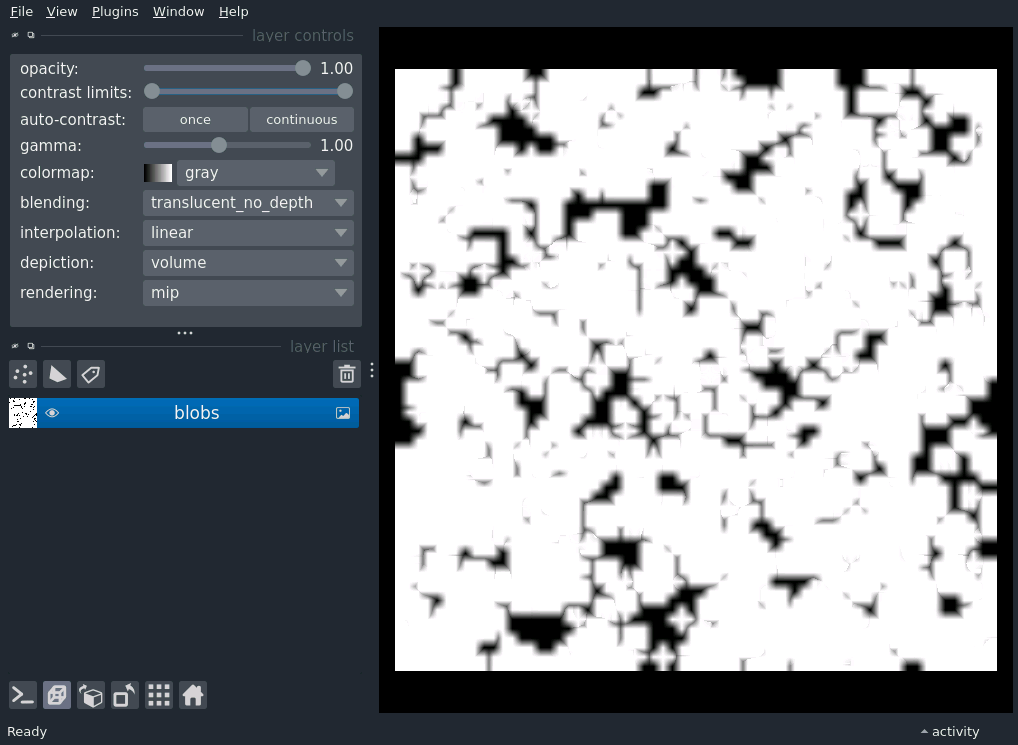 File View Plugins Window Help
layer controls
opacity: 1.00
contrast limits:
auto-contrast: once continuous
gamma: 1.00
colormap: gray
blending: translucent_no_depth
interpolation: linear
depiction: volume
rendering: mip
layer list
blobs
Ready activity